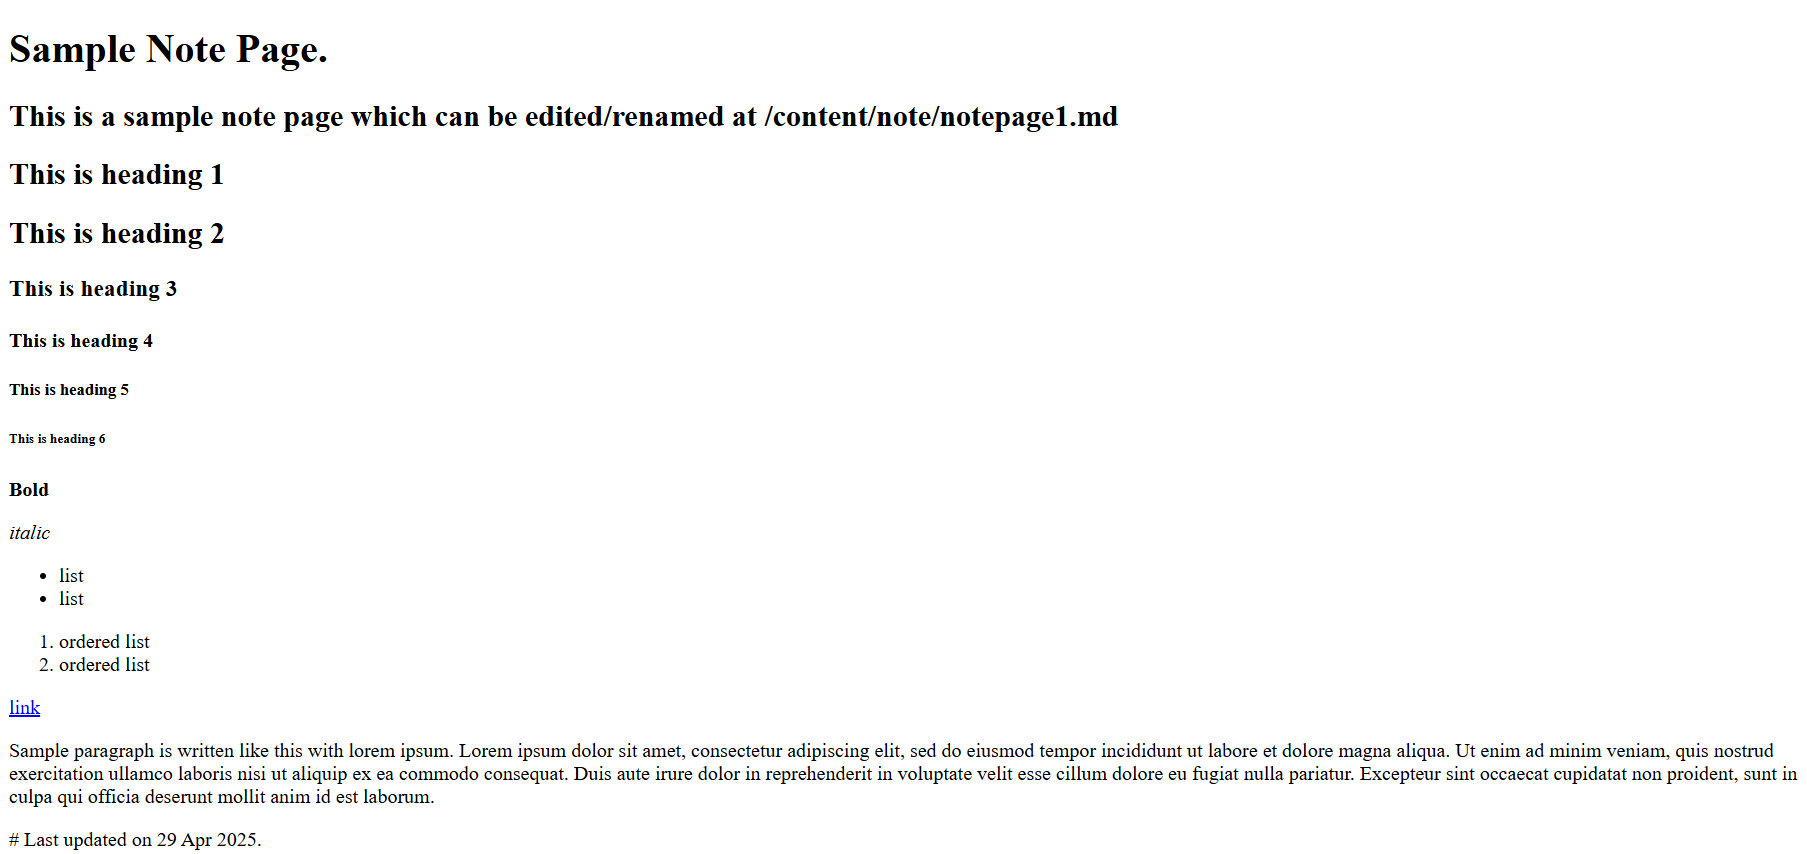 Sample Note Page.
This is a sample note page which can be edited/renamed at /content/note/notepage1.md
This is heading 1
This is heading 2
This is heading 3
This is heading 4
This is heading 5
This is heading 6
Bold
italic
• list
• list
1. ordered list
2. ordered list
link
Sample paragraph is written like this with lorem ipsum. Lorem ipsum dolor sit amet, consectetur adipiscing elit, sed do eiusmod tempor incididunt ut labore et dolore magna aliqua. Ut enim ad minim veniam, quis nostrud
exercitation ullamco laboris nisi ut aliquip ex ea commodo consequat. Duis aute irure dolor in reprehenderit in voluptate velit esse cillum dolore eu fugiat nulla pariatur. Excepteur sint occaecat cupidatat non proident, sunt in
culpa qui officia deserunt mollit anim id est laborum.
# Last updated on 29 Apr 2025.